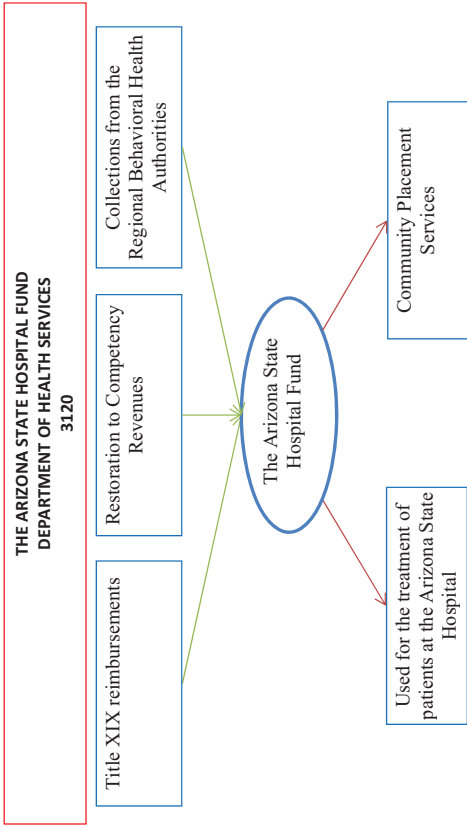 THE ARIZONA STATE HOSPITAL FUND
DEPARTMENT OF HEALTH SERVICES
3120
Title XIX reimbursements
Restoration to Competency
Revenues
Collections from the
Regional Behavioral Health
Authorities
The Arizona State
Hospital Fund
Used for the treatment of
patients at the Arizona State
Hospital
Community Placement
Services